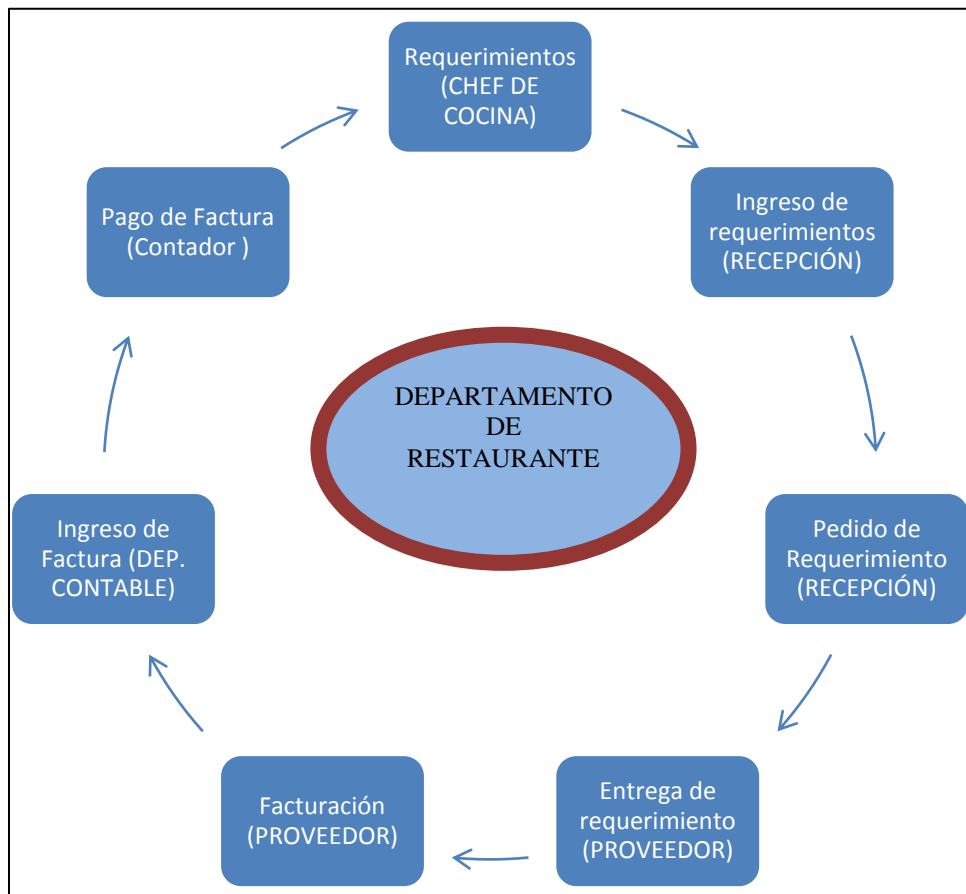 Requerimientos
(CHEF DE
COCINA)
Ingreso de
requerimientos
(RECEPCIÓN)
Pedido de
Requerimiento
(RECEPCIÓN)
Entrega de
requerimiento
(PROVEEDOR)
Facturación
(PROVEEDOR)
Ingreso de
Factura (DEP.
CONTABLE)
Pago de Factura
(Contador )
DEPARTAMENTO
DE
RESTAURANTE